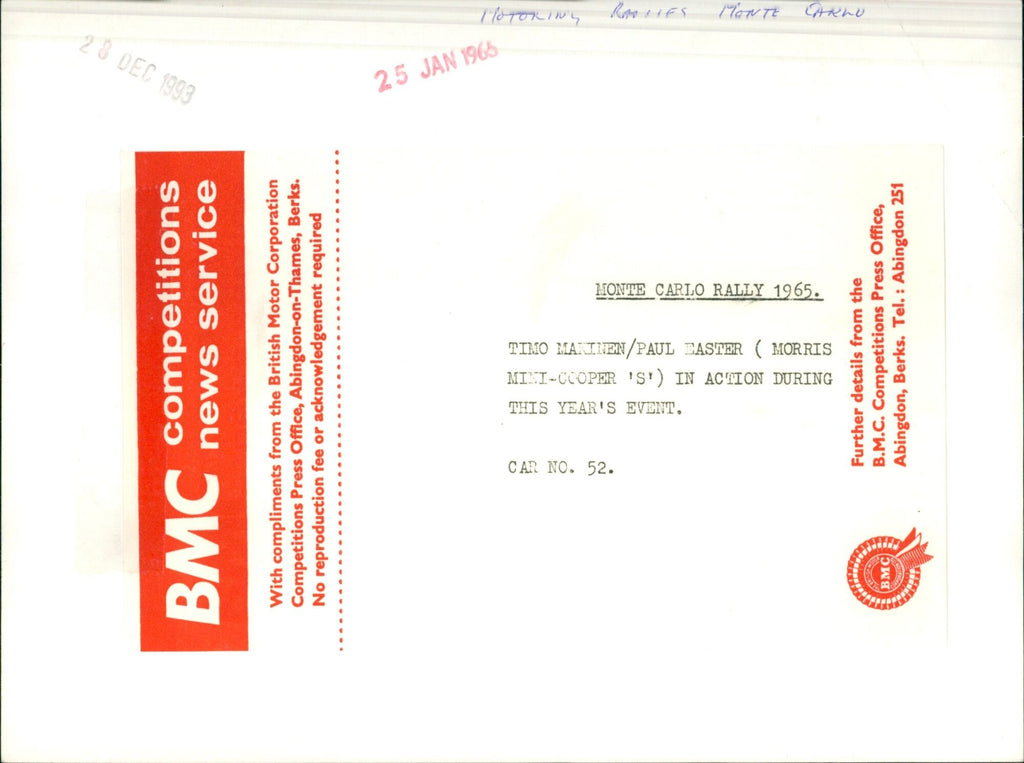 MOTORING RALLIES MONTE CARLO
28 DEC 1993
25 JAN 1965
BMC competitions
news service
With compliments from the British Motor Corporation
Competitions Press Office, Abingdon-on-Thames, Berks.
No reproduction fee or acknowledgement required
MONTE CARLO RALLY 1965.
TIMO MAKINEN/PAUL EASTER ( MORRIS
MINI-COOPER 'S') IN ACTION DURING
THIS YEAR'S EVENT.
CAR NO. 52.
Further details from the
B.M.C. Competitions Press Office,
Abingdon, Berks. Tel.: Abingdon 251
BMC